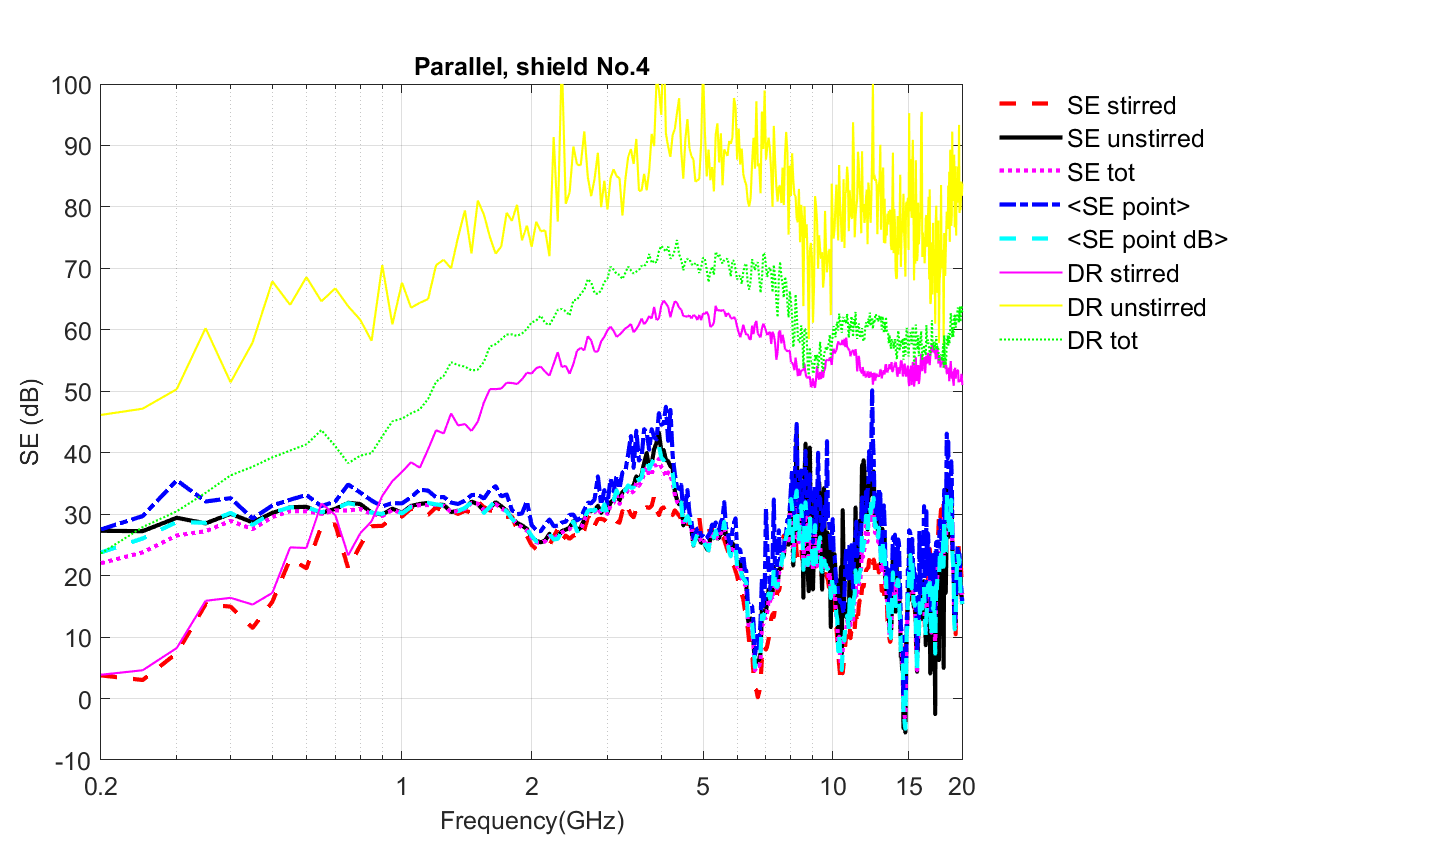 Parallel, shield No.4
100
90
80
70
60
50
40
30
20
10
0
-10
SE (dB)
0.2 1 2 5 10 15 20
Frequency(GHz)
SE stirred
SE unstirred
SE tot
<SE point>
<SE point dB>
DR stirred
DR unstirred
DR tot